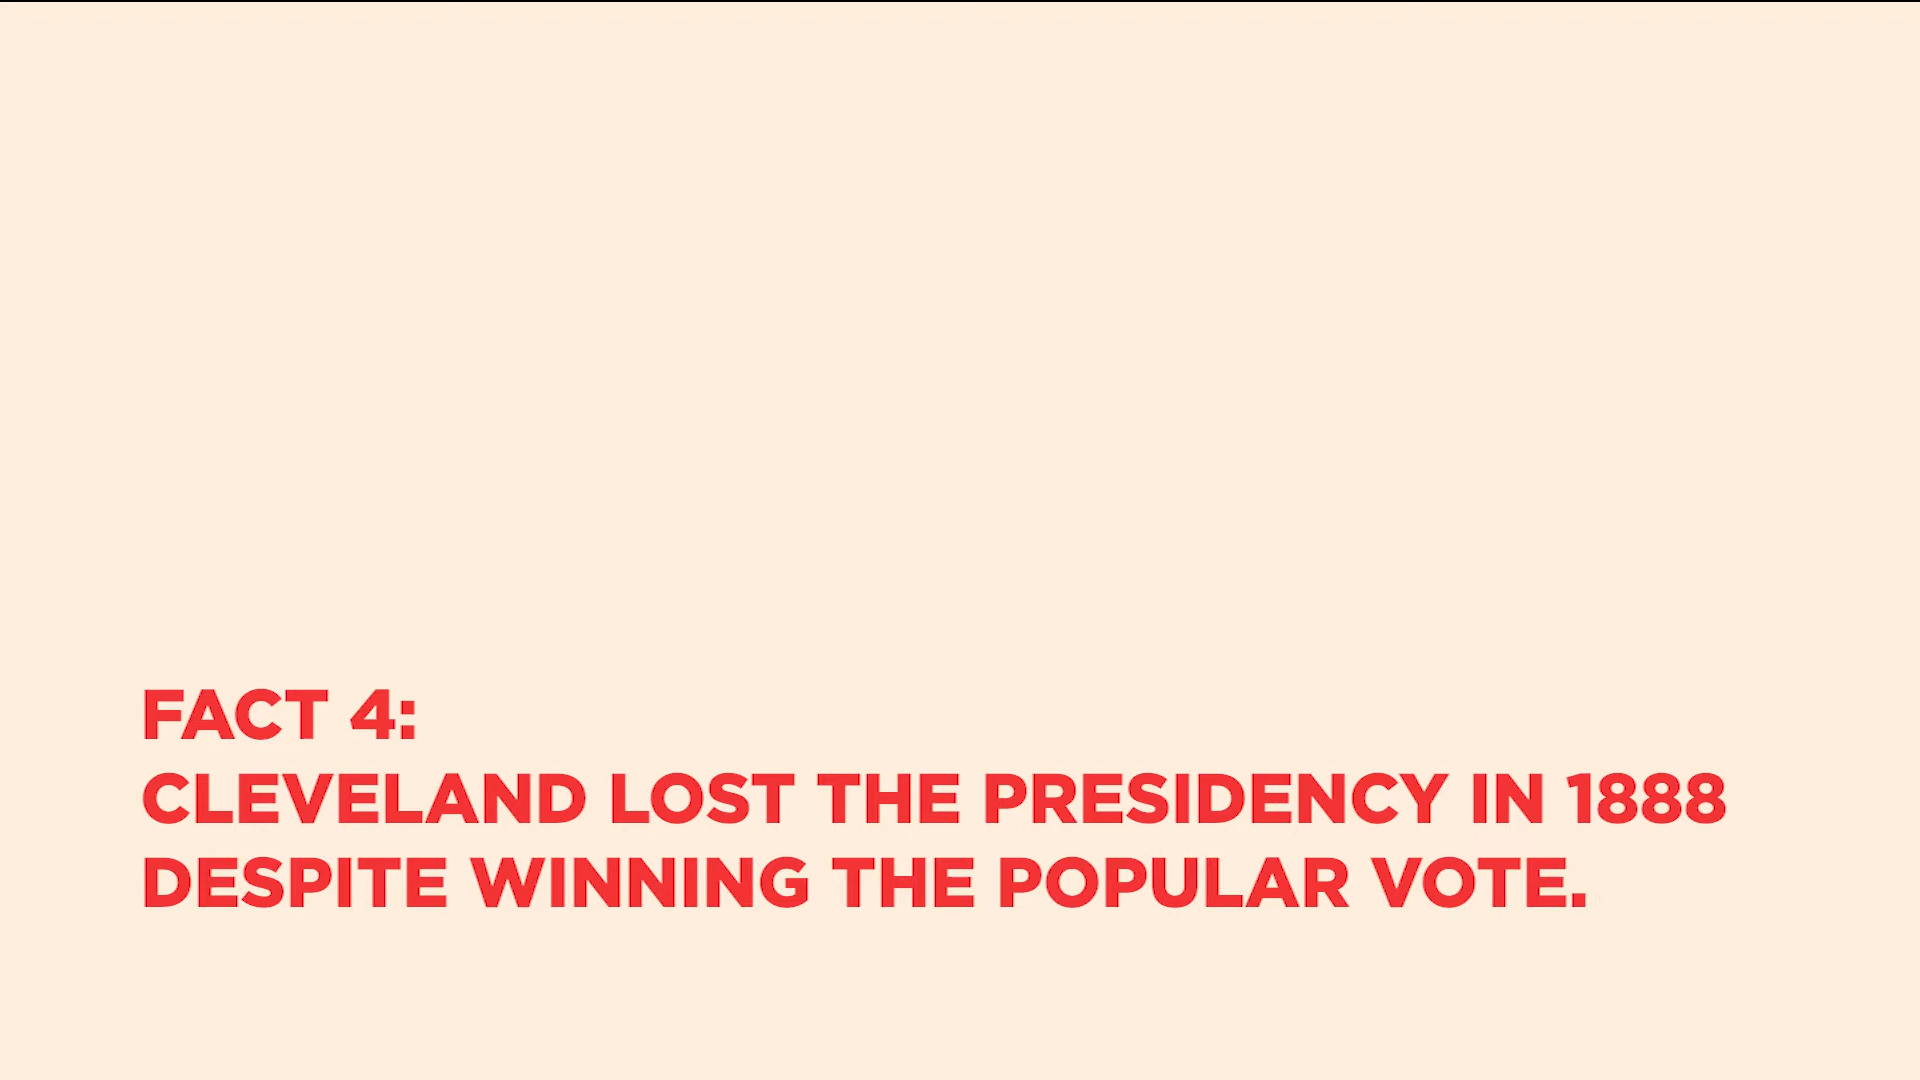 FACT 4:
CLEVELAND LOST THE PRESIDENCY IN 1888
DESPITE WINNING THE POPULAR VOTE.